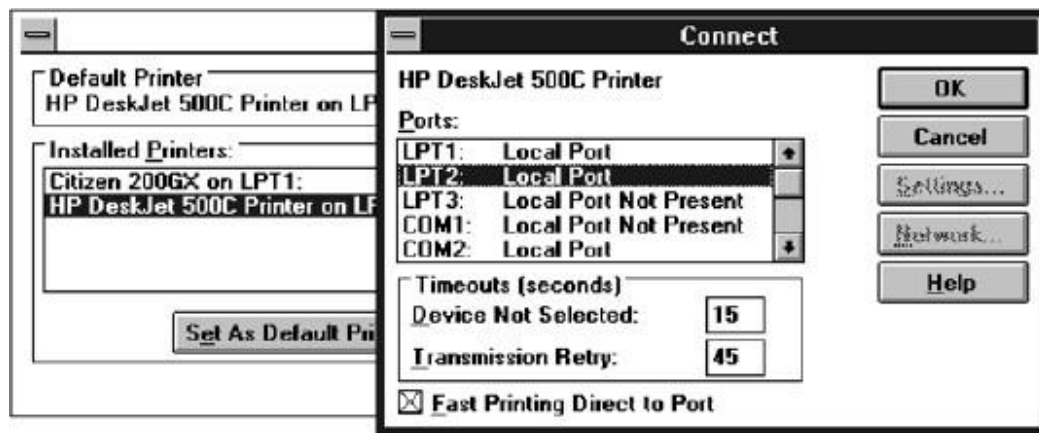 Default Printer
HP DeskJet 500C Printer on LP
Installed Printers:
Citizen 200GX on LPT1:
HP DeskJet 500C Printer on LF
Set As Default Pri
Connect
HP DeskJet 500C Printer
Ports:
LPT1: Local Port
LPT2: Local Port
LPT3: Local Port Not Present
COM1: Local Port Not Present
COM2: Local Port
Timeouts (seconds)
Device Not Selected: 15
Transmission Retry: 45
Fast Printing Direct to Port
OK
Cancel
Settings...
Network...
Help